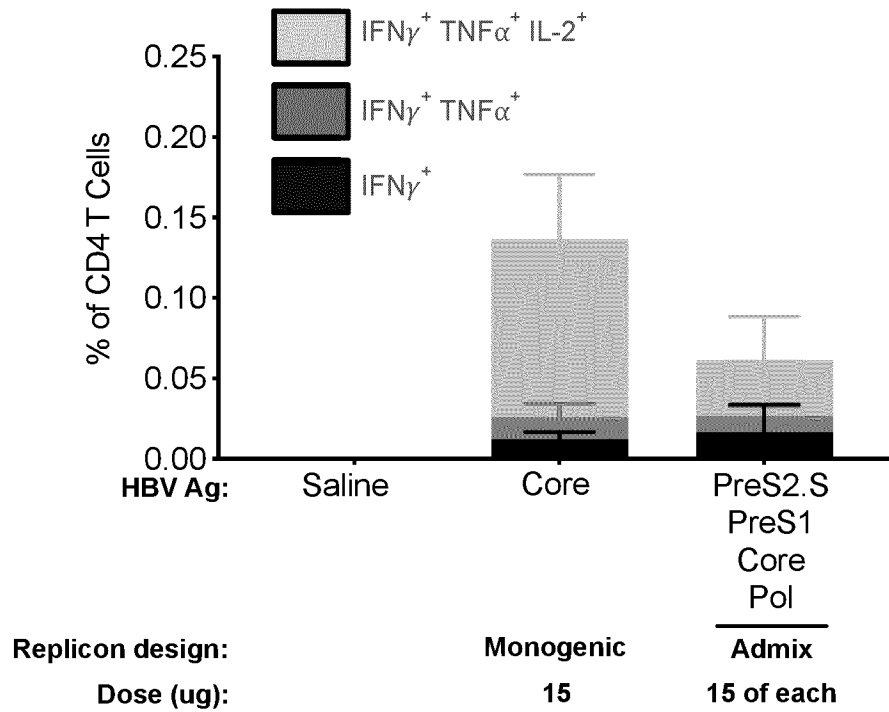 IFNγ⁺ TNFα⁺ IL-2⁺
IFNγ⁺ TNFα⁺
IFNγ⁺
% of CD4 T Cells
0.25
0.20
0.15
0.10
0.05
0.00
HBV Ag: Saline Core PreS2.S
PreS1
Core
Pol
Replicon design: Monogenic Admix
Dose (ug): 15 15 of each